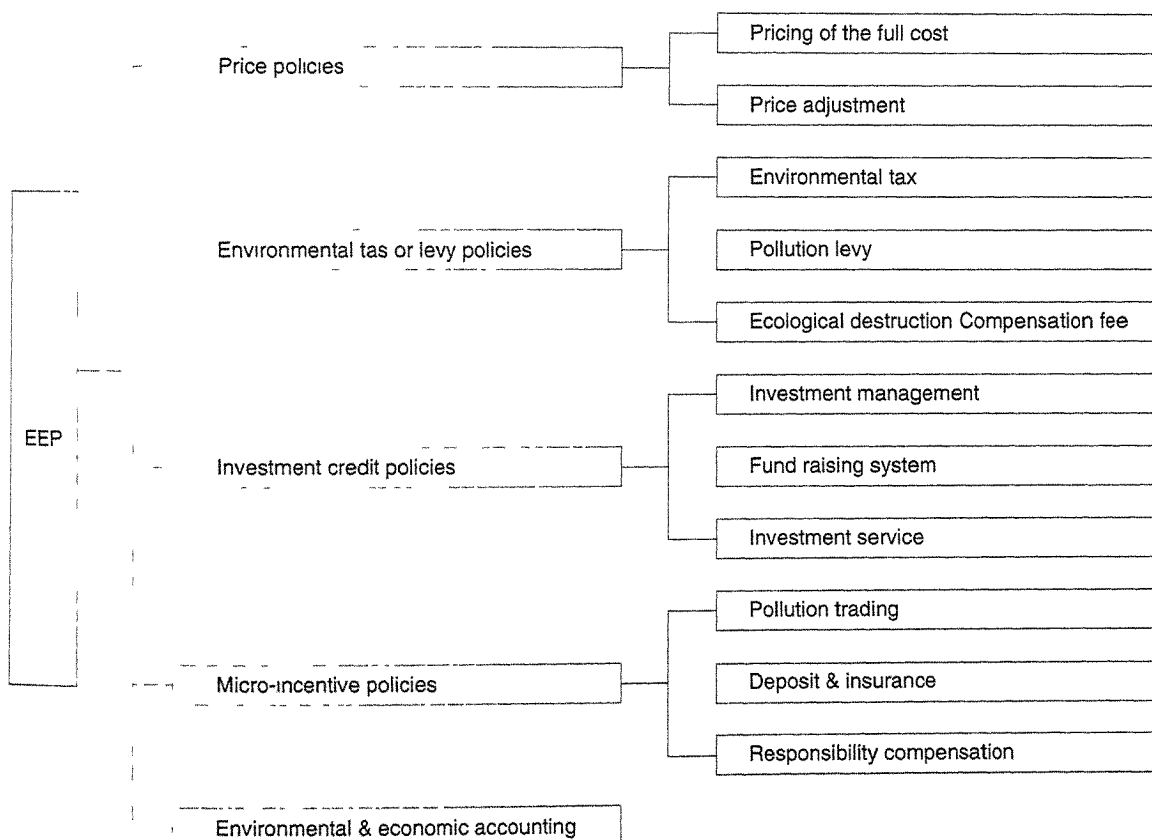 EEP
Price policies
Pricing of the full cost
Price adjustment
Environmental tas or levy policies
Environmental tax
Pollution levy
Ecological destruction Compensation fee
Investment credit policies
Investment management
Fund raising system
Investment service
Micro-incentive policies
Pollution trading
Deposit & insurance
Responsibility compensation
Environmental & economic accounting